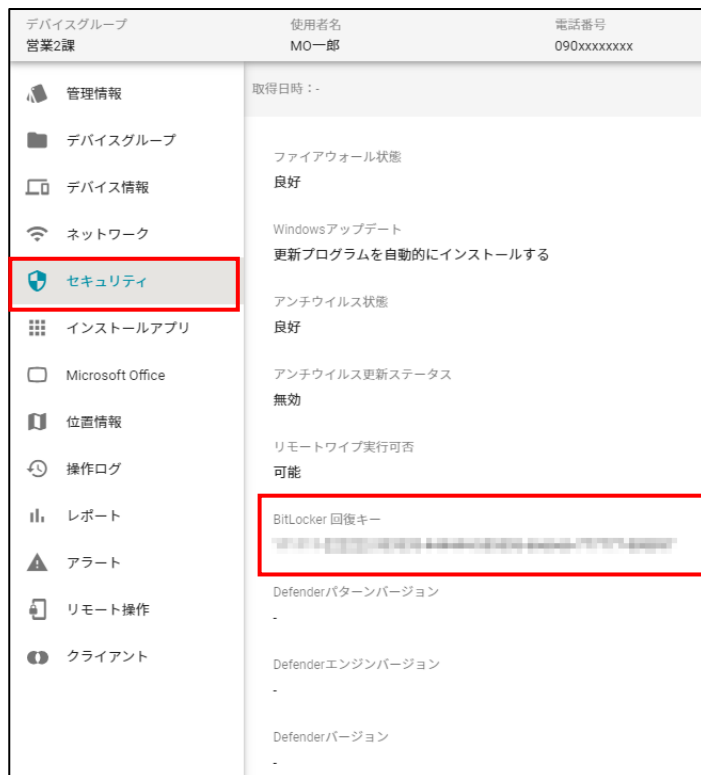 デバイスグループ 使用者名 電話番号
営業2課 MO一郎 090xxxxxxxx
管理情報
デバイスグループ
デバイス情報
ネットワーク
セキュリティ
インストールアプリ
Microsoft Office
位置情報
操作ログ
レポート
アラート
リモート操作
クライアント
取得日時：-
ファイアウォール状態
良好
Windowsアップデート
更新プログラムを自動的にインストールする
アンチウイルス状態
良好
アンチウイルス更新ステータス
無効
リモートワイプ実行可否
可能
BitLocker 回復キー
Defenderパターンバージョン
-
Defenderエンジンバージョン
-
Defenderバージョン
-